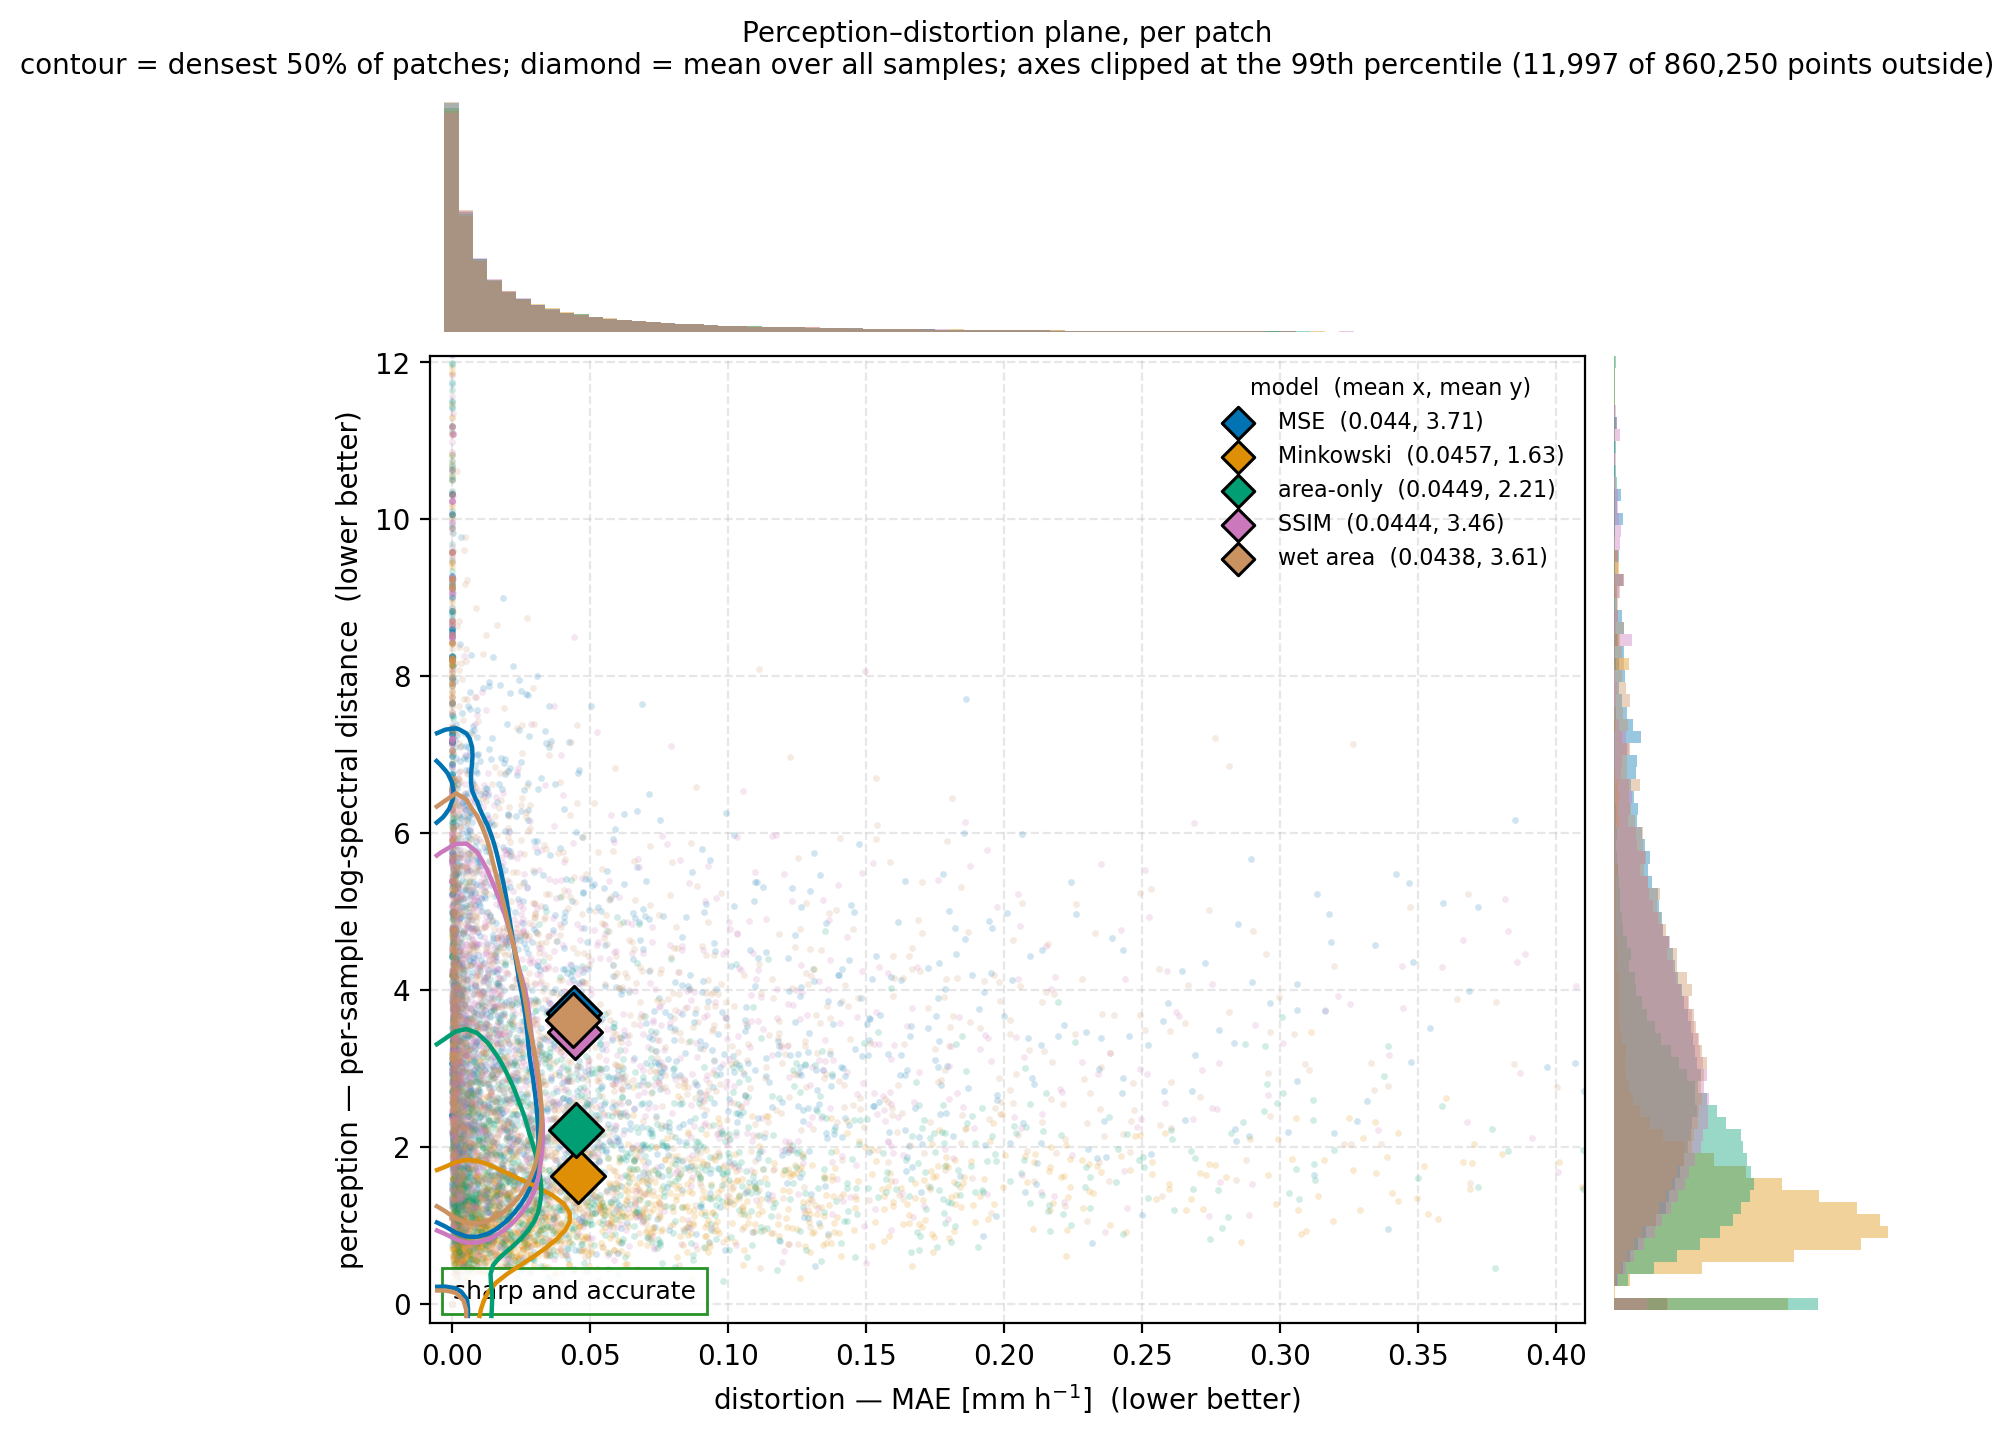 Perception–distortion plane, per patch
contour = densest 50% of patches; diamond = mean over all samples; axes clipped at the 99th percentile (11,997 of 860,250 points outside)
model (mean x, mean y)
MSE (0.044, 3.71)
Minkowski (0.0457, 1.63)
area-only (0.0449, 2.21)
SSIM (0.0444, 3.46)
wet area (0.0438, 3.61)
perception — per-sample log-spectral distance (lower better)
12
10
8
6
4
2
0
sharp and accurate
0.00 0.05 0.10 0.15 0.20 0.25 0.30 0.35 0.40
distortion — MAE [mm h⁻¹] (lower better)